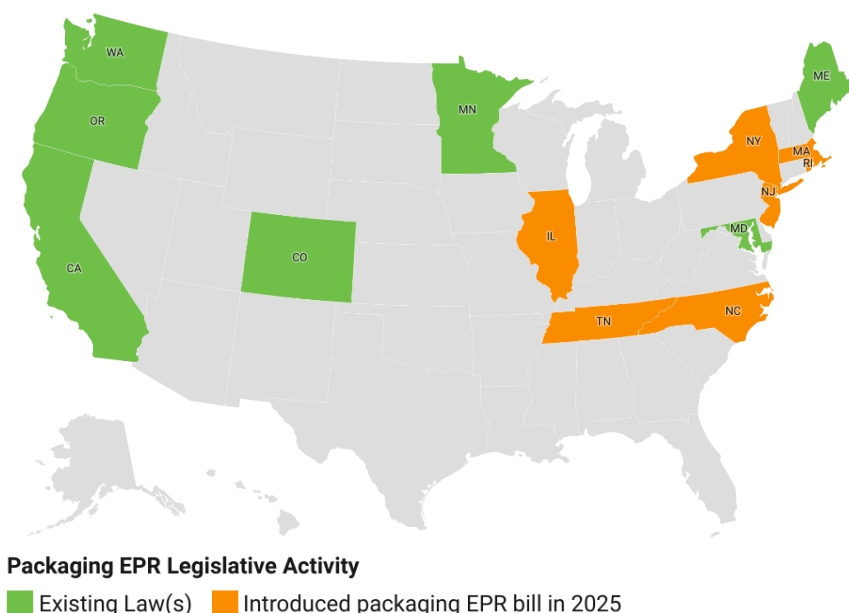 WA
ME
MN
OR
NY
MA
RI
NJ
MD
IL
CO
CA
NC
TN
Packaging EPR Legislative Activity
Existing Law(s) Introduced packaging EPR bill in 2025